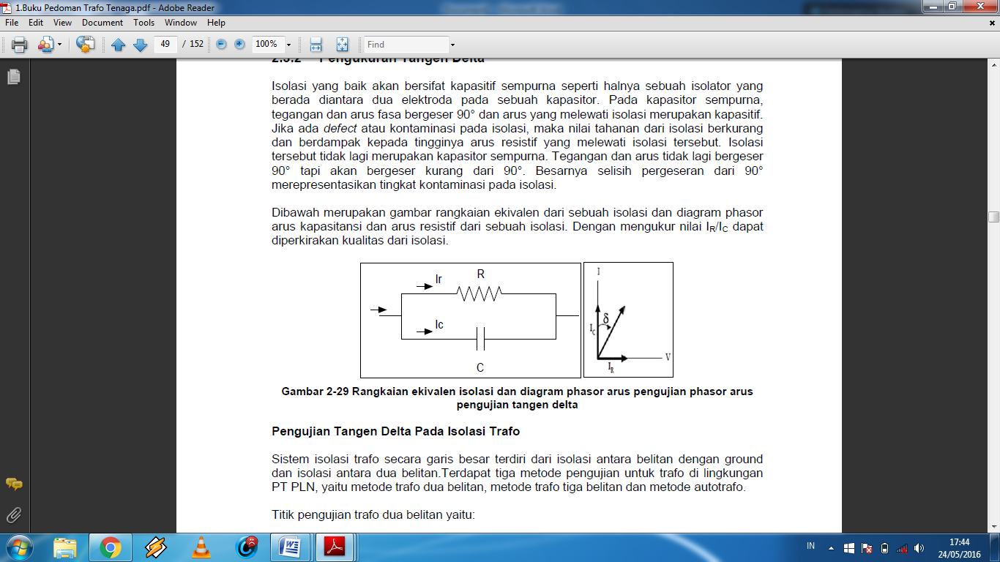 1.Buku Pedoman Trafo Tenaga.pdf - Adobe Reader
File Edit View Document Tools Window Help
49 / 152 100% Find
2.3.2 Pengukuran Tangen Delta
Isolasi yang baik akan bersifat kapasitif sempurna seperti halnya sebuah isolator yang
berada diantara dua elektroda pada sebuah kapasitor. Pada kapasitor sempurna,
tegangan dan arus fasa bergeser 90° dan arus yang melewati isolasi merupakan kapasitif.
Jika ada defect atau kontaminasi pada isolasi, maka nilai tahanan dari isolasi berkurang
dan berdampak kepada tingginya arus resistif yang melewati isolasi tersebut. Isolasi
tersebut tidak lagi merupakan kapasitor sempurna. Tegangan dan arus tidak lagi bergeser
90° tapi akan bergeser kurang dari 90°. Besarnya selisih pergeseran dari 90°
merepresentasikan tingkat kontaminasi pada isolasi.
Dibawah merupakan gambar rangkaian ekivalen dari sebuah isolasi dan diagram phasor
arus kapasitansi dan arus resistif dari sebuah isolasi. Dengan mengukur nilai IR/IC dapat
diperkirakan kualitas dari isolasi.
Ir R
Ic
C
I
δ
IC
V
IR
Gambar 2-29 Rangkaian ekivalen isolasi dan diagram phasor arus pengujian phasor arus
pengujian tangen delta
Pengujian Tangen Delta Pada Isolasi Trafo
Sistem isolasi trafo secara garis besar terdiri dari isolasi antara belitan dengan ground
dan isolasi antara dua belitan.Terdapat tiga metode pengujian untuk trafo di lingkungan
PT PLN, yaitu metode trafo dua belitan, metode trafo tiga belitan dan metode autotrafo.
Titik pengujian trafo dua belitan yaitu:
IN
17:44
24/05/2016